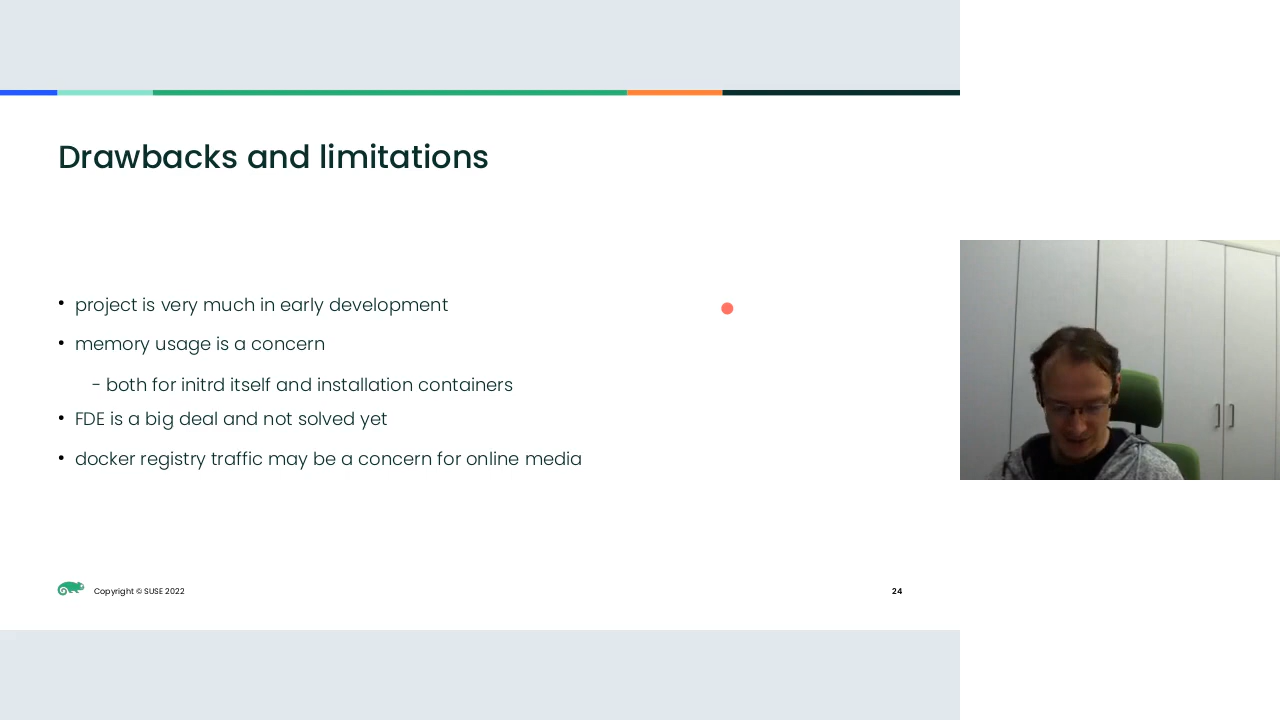 Drawbacks and limitations
• project is very much in early development
• memory usage is a concern
- both for initrd itself and installation containers
• FDE is a big deal and not solved yet
• docker registry traffic may be a concern for online media
Copyright © SUSE 2022
24